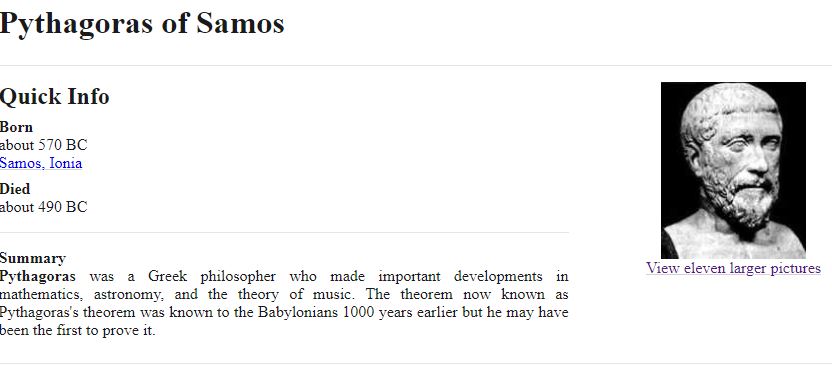 Pythagoras of Samos
Quick Info
Born
about 570 BC
Samos, Ionia
Died
about 490 BC
View eleven larger pictures
Summary
Pythagoras was a Greek philosopher who made important developments in
mathematics, astronomy, and the theory of music. The theorem now known as
Pythagoras's theorem was known to the Babylonians 1000 years earlier but he may have
been the first to prove it.